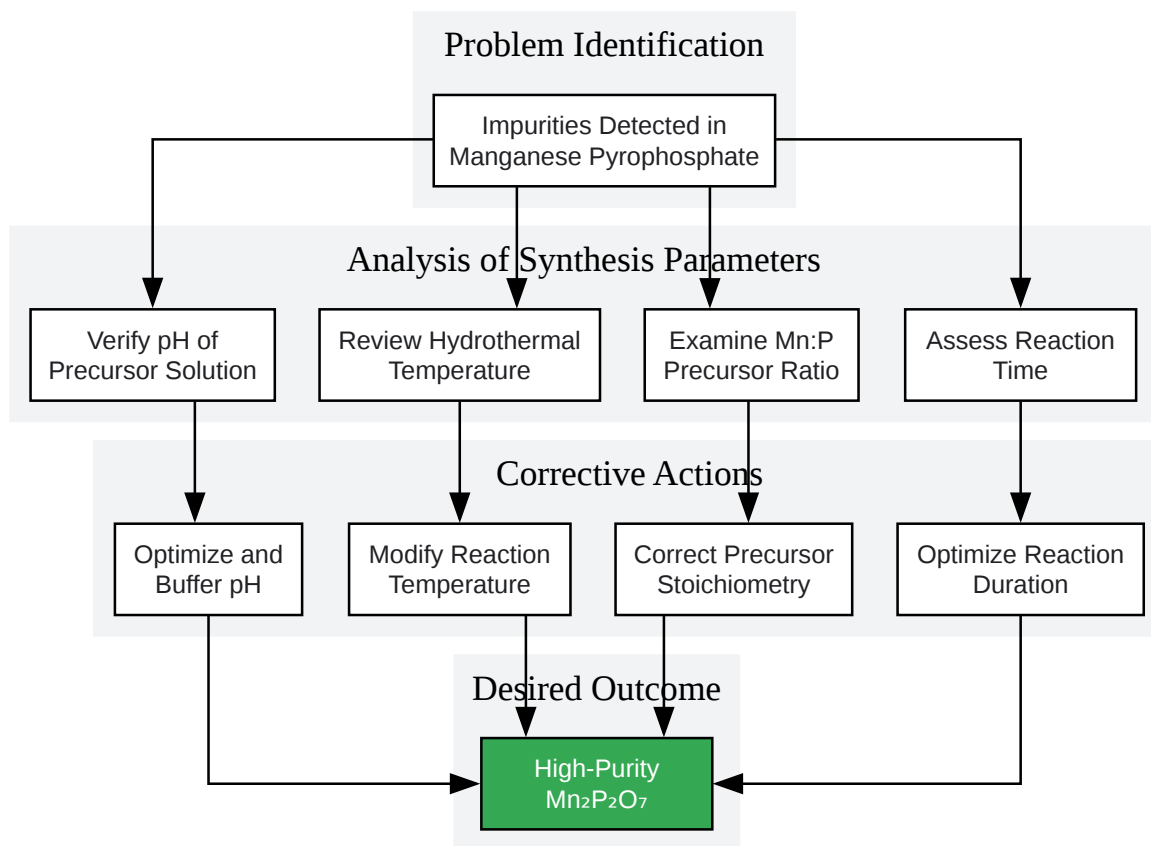 Problem Identification
Impurities Detected in
Manganese Pyrophosphate
Analysis of Synthesis Parameters
Verify pH of
Precursor Solution
Review Hydrothermal
Temperature
Examine Mn:P
Precursor Ratio
Assess Reaction
Time
Corrective Actions
Optimize and
Buffer pH
Modify Reaction
Temperature
Correct Precursor
Stoichiometry
Optimize Reaction
Duration
Desired Outcome
High-Purity
Mn₂P₂O₇